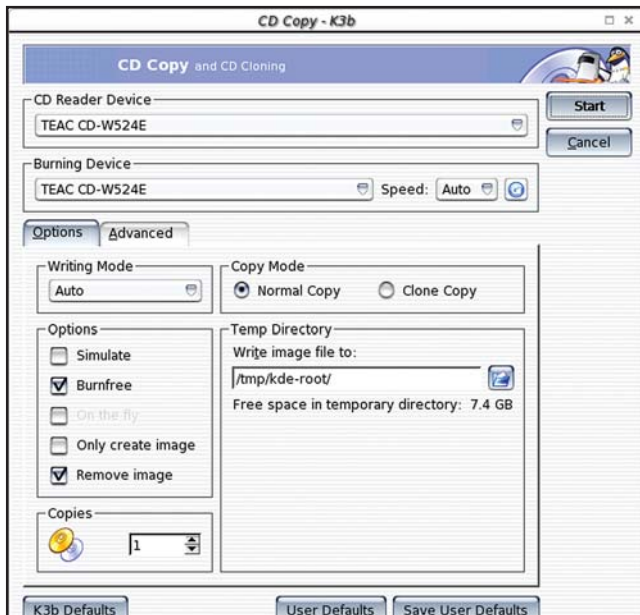 CD Copy - K3b
CD Copy and CD Cloning
CD Reader Device
TEAC CD-W524E
Start
Cancel
Burning Device
TEAC CD-W524E Speed: Auto
Options Advanced
Writing Mode
Auto
Copy Mode
Normal Copy Clone Copy
Options
Simulate
Burnfree
On the fly
Only create image
Remove image
Temp Directory
Write image file to:
/tmp/kde-root/
Free space in temporary directory: 7.4 GB
Copies
1
K3b Defaults User Defaults Save User Defaults